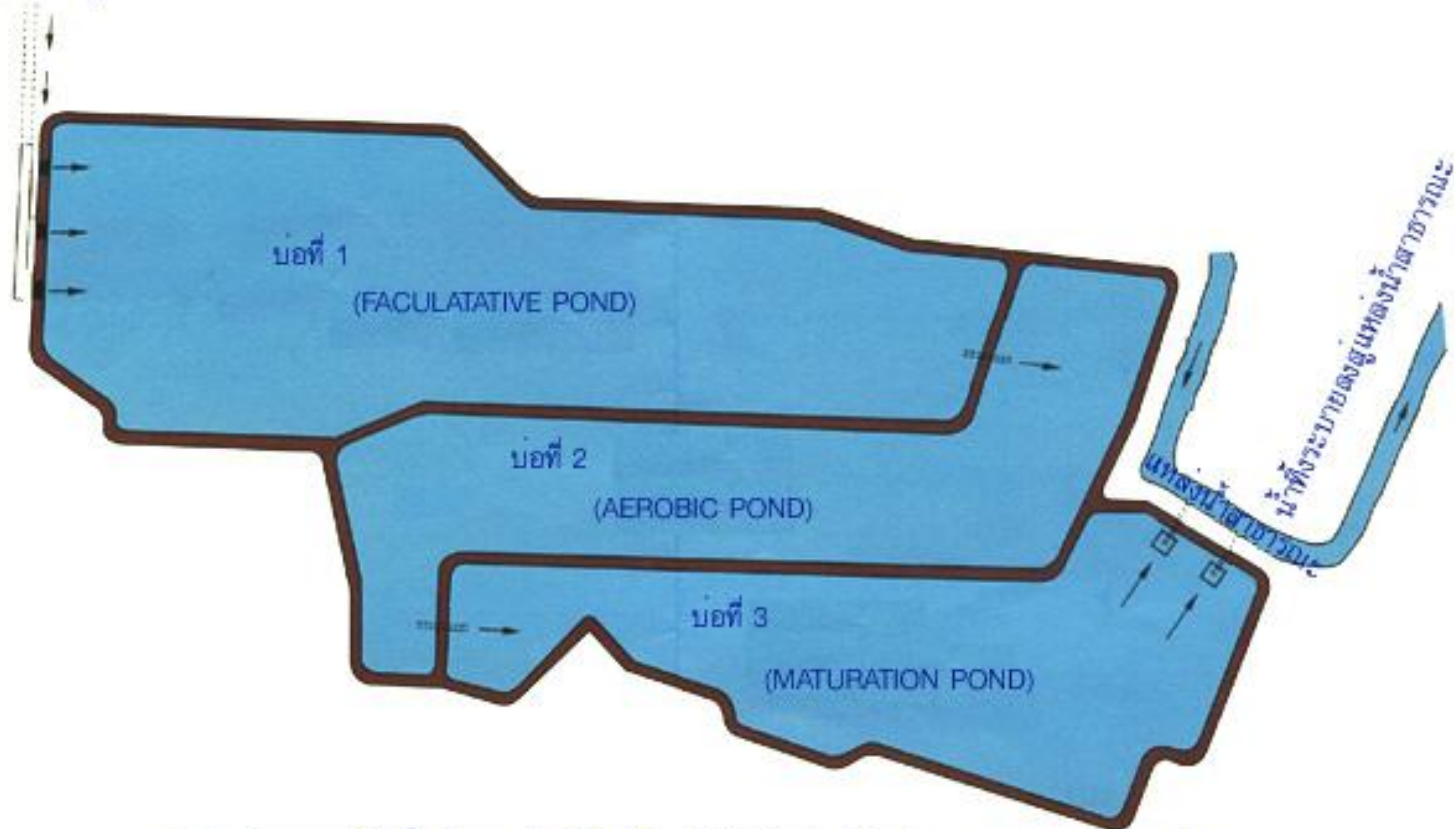 บ่อที่ 1
(FACULATATIVE POND)
บ่อที่ 2
(AEROBIC POND)
บ่อที่ 3
(MATURATION POND)
แหล่งน้ำสาธารณะ
น้ำทิ้งระบายลงสู่แหล่งน้ำสาธารณะ